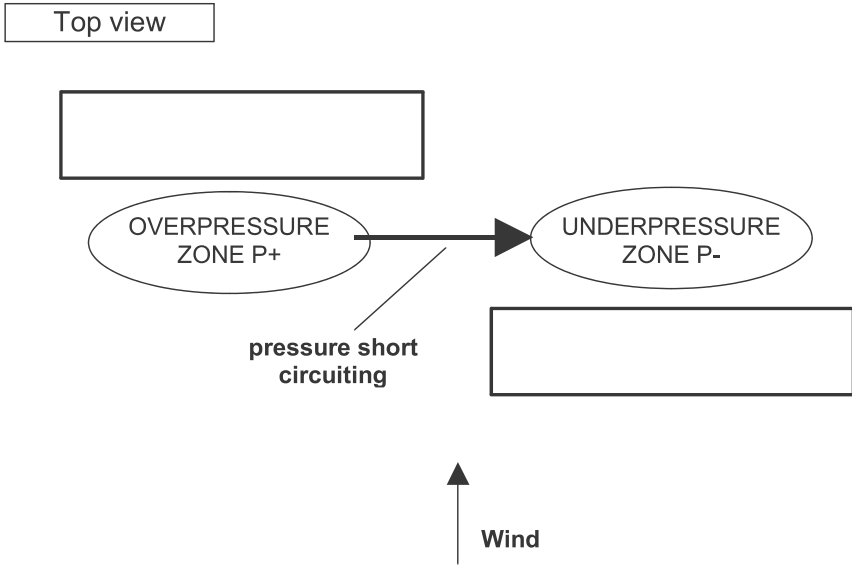 Top view
OVERPRESSURE
ZONE P+
UNDERPRESSURE
ZONE P-
pressure short
circuiting
Wind